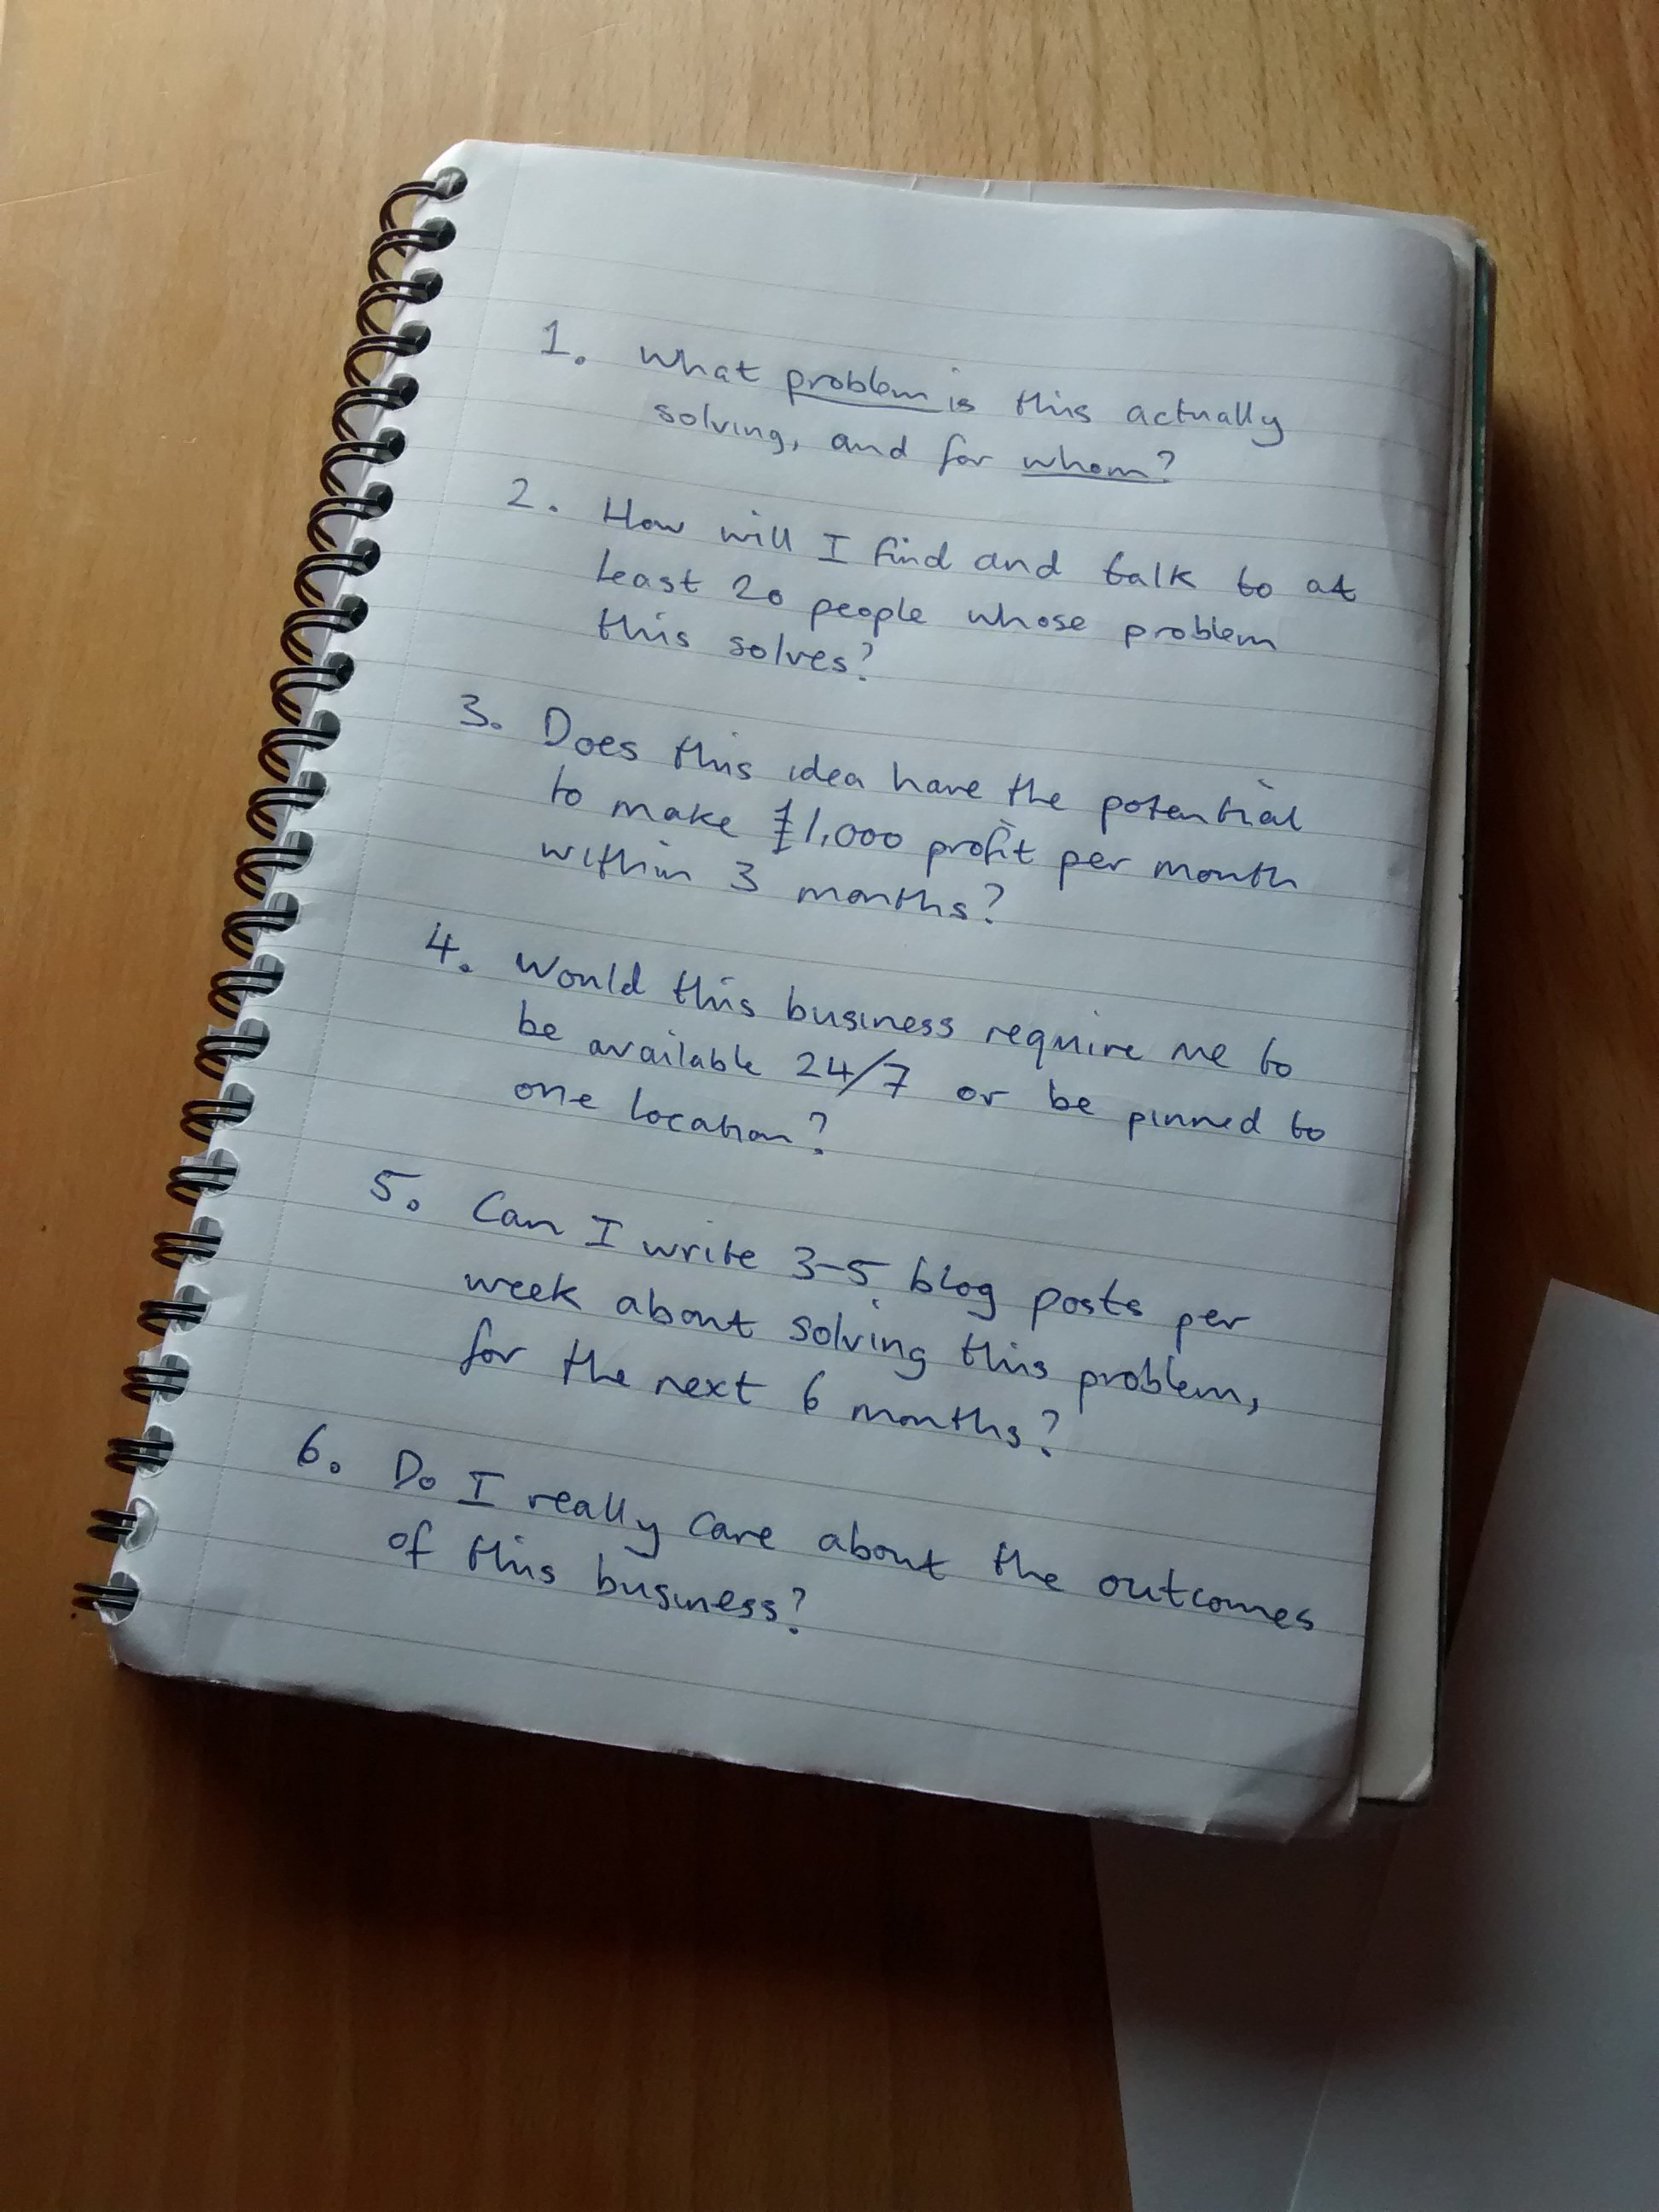 1. What problem is this actually
solving, and for whom?
2. How will I find and talk to at
least 20 people whose problem
this solves?
3. Does this idea have the potential
to make £1,000 profit per month
within 3 months?
4. Would this business require me to
be available 24/7 or be pinned to
one location?
5. Can I write 3-5 blog posts per
week about solving this problem,
for the next 6 months?
6. Do I really care about the outcomes
of this business?